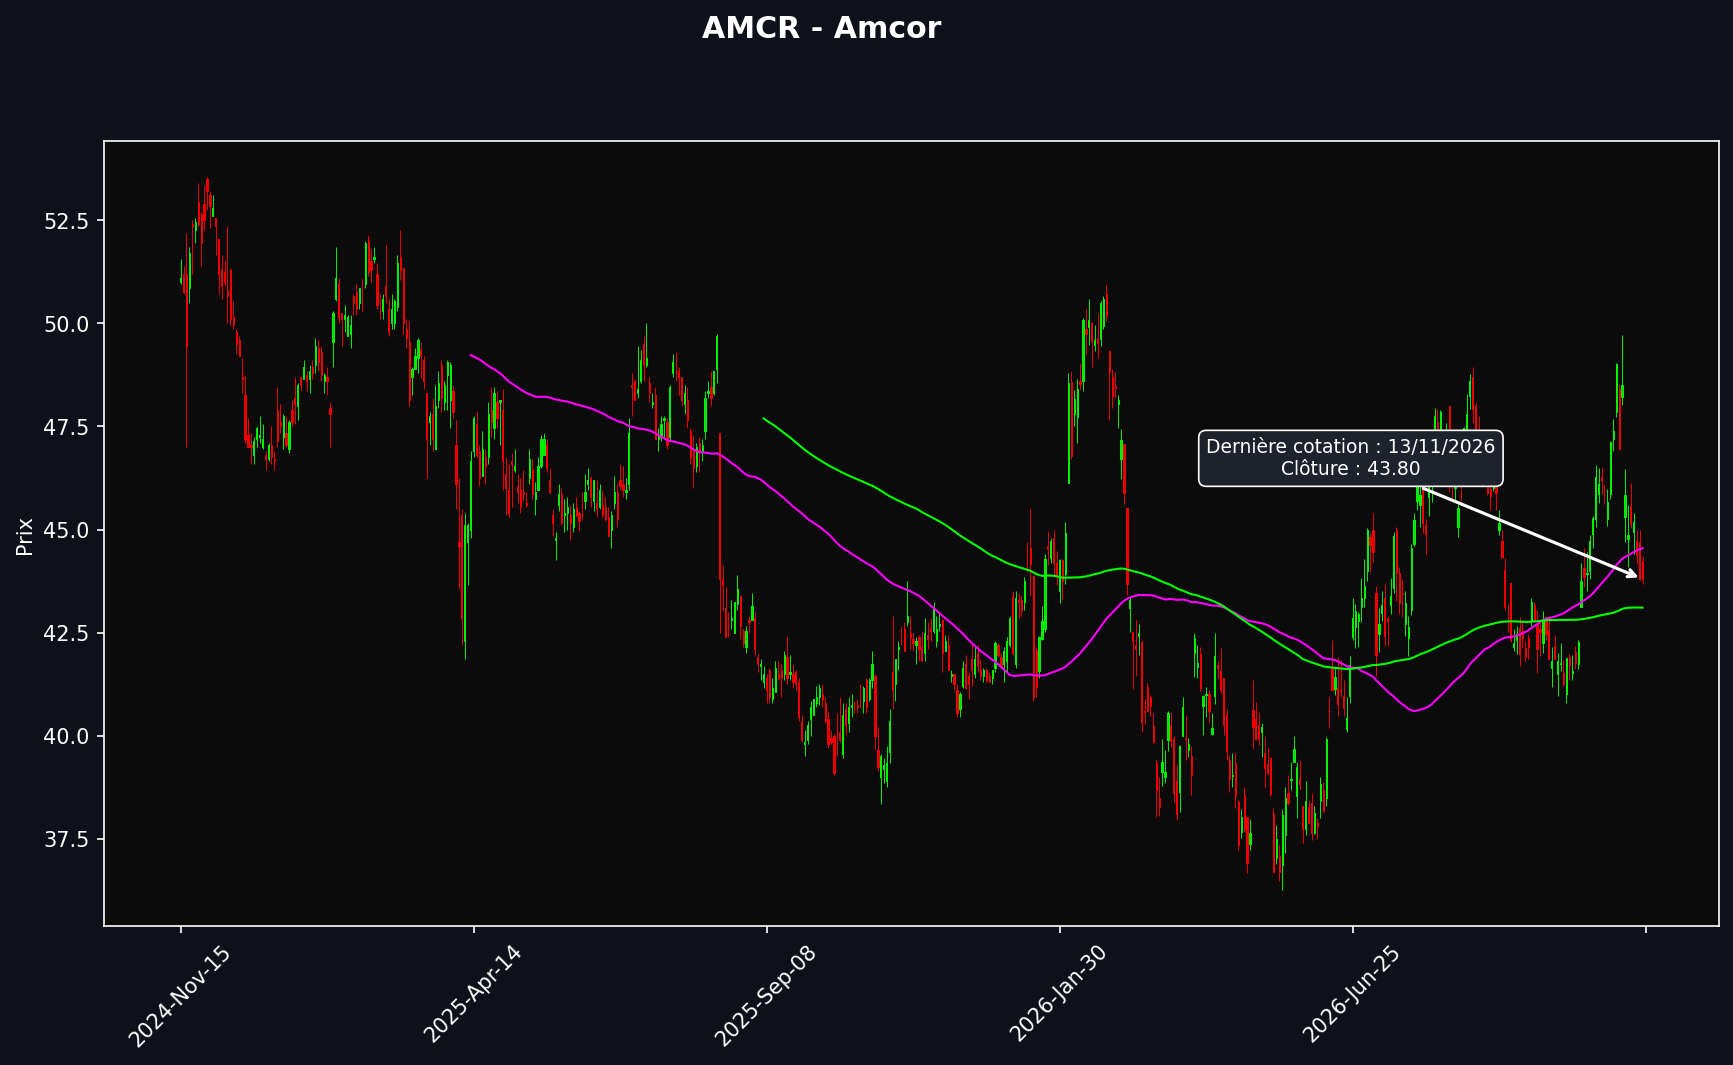 AMCR - Amcor
52.5
50.0
47.5
45.0
42.5
40.0
37.5
Prix
Dernière cotation : 13/11/2026
Clôture : 43.80
2024-Nov-15
2025-Apr-14
2025-Sep-08
2026-Jan-30
2026-Jun-25